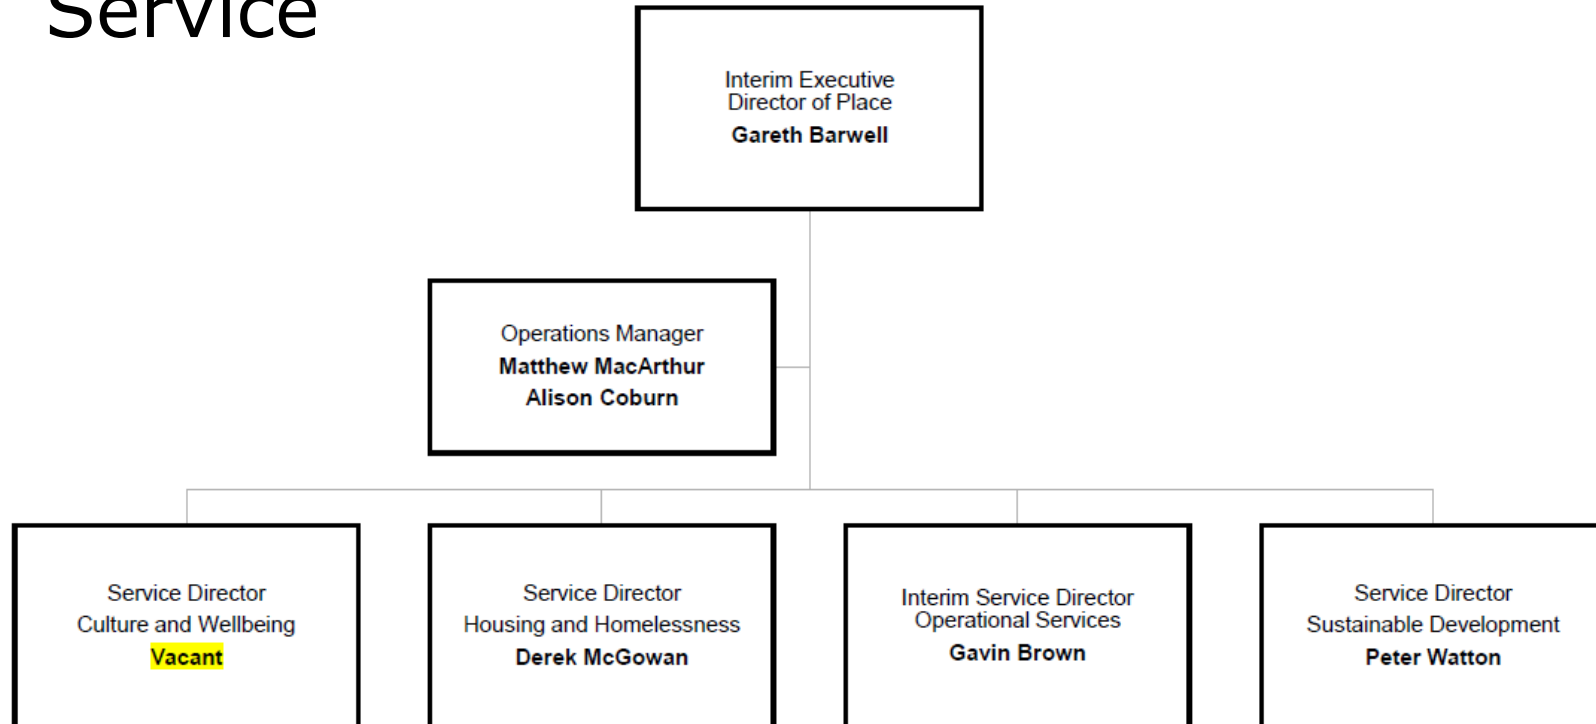 Service
Interim Executive
Director of Place
Gareth Barwell
Operations Manager
Matthew MacArthur
Alison Coburn
Service Director
Culture and Wellbeing
Vacant
Service Director
Housing and Homelessness
Derek McGowan
Interim Service Director
Operational Services
Gavin Brown
Service Director
Sustainable Development
Peter Watton